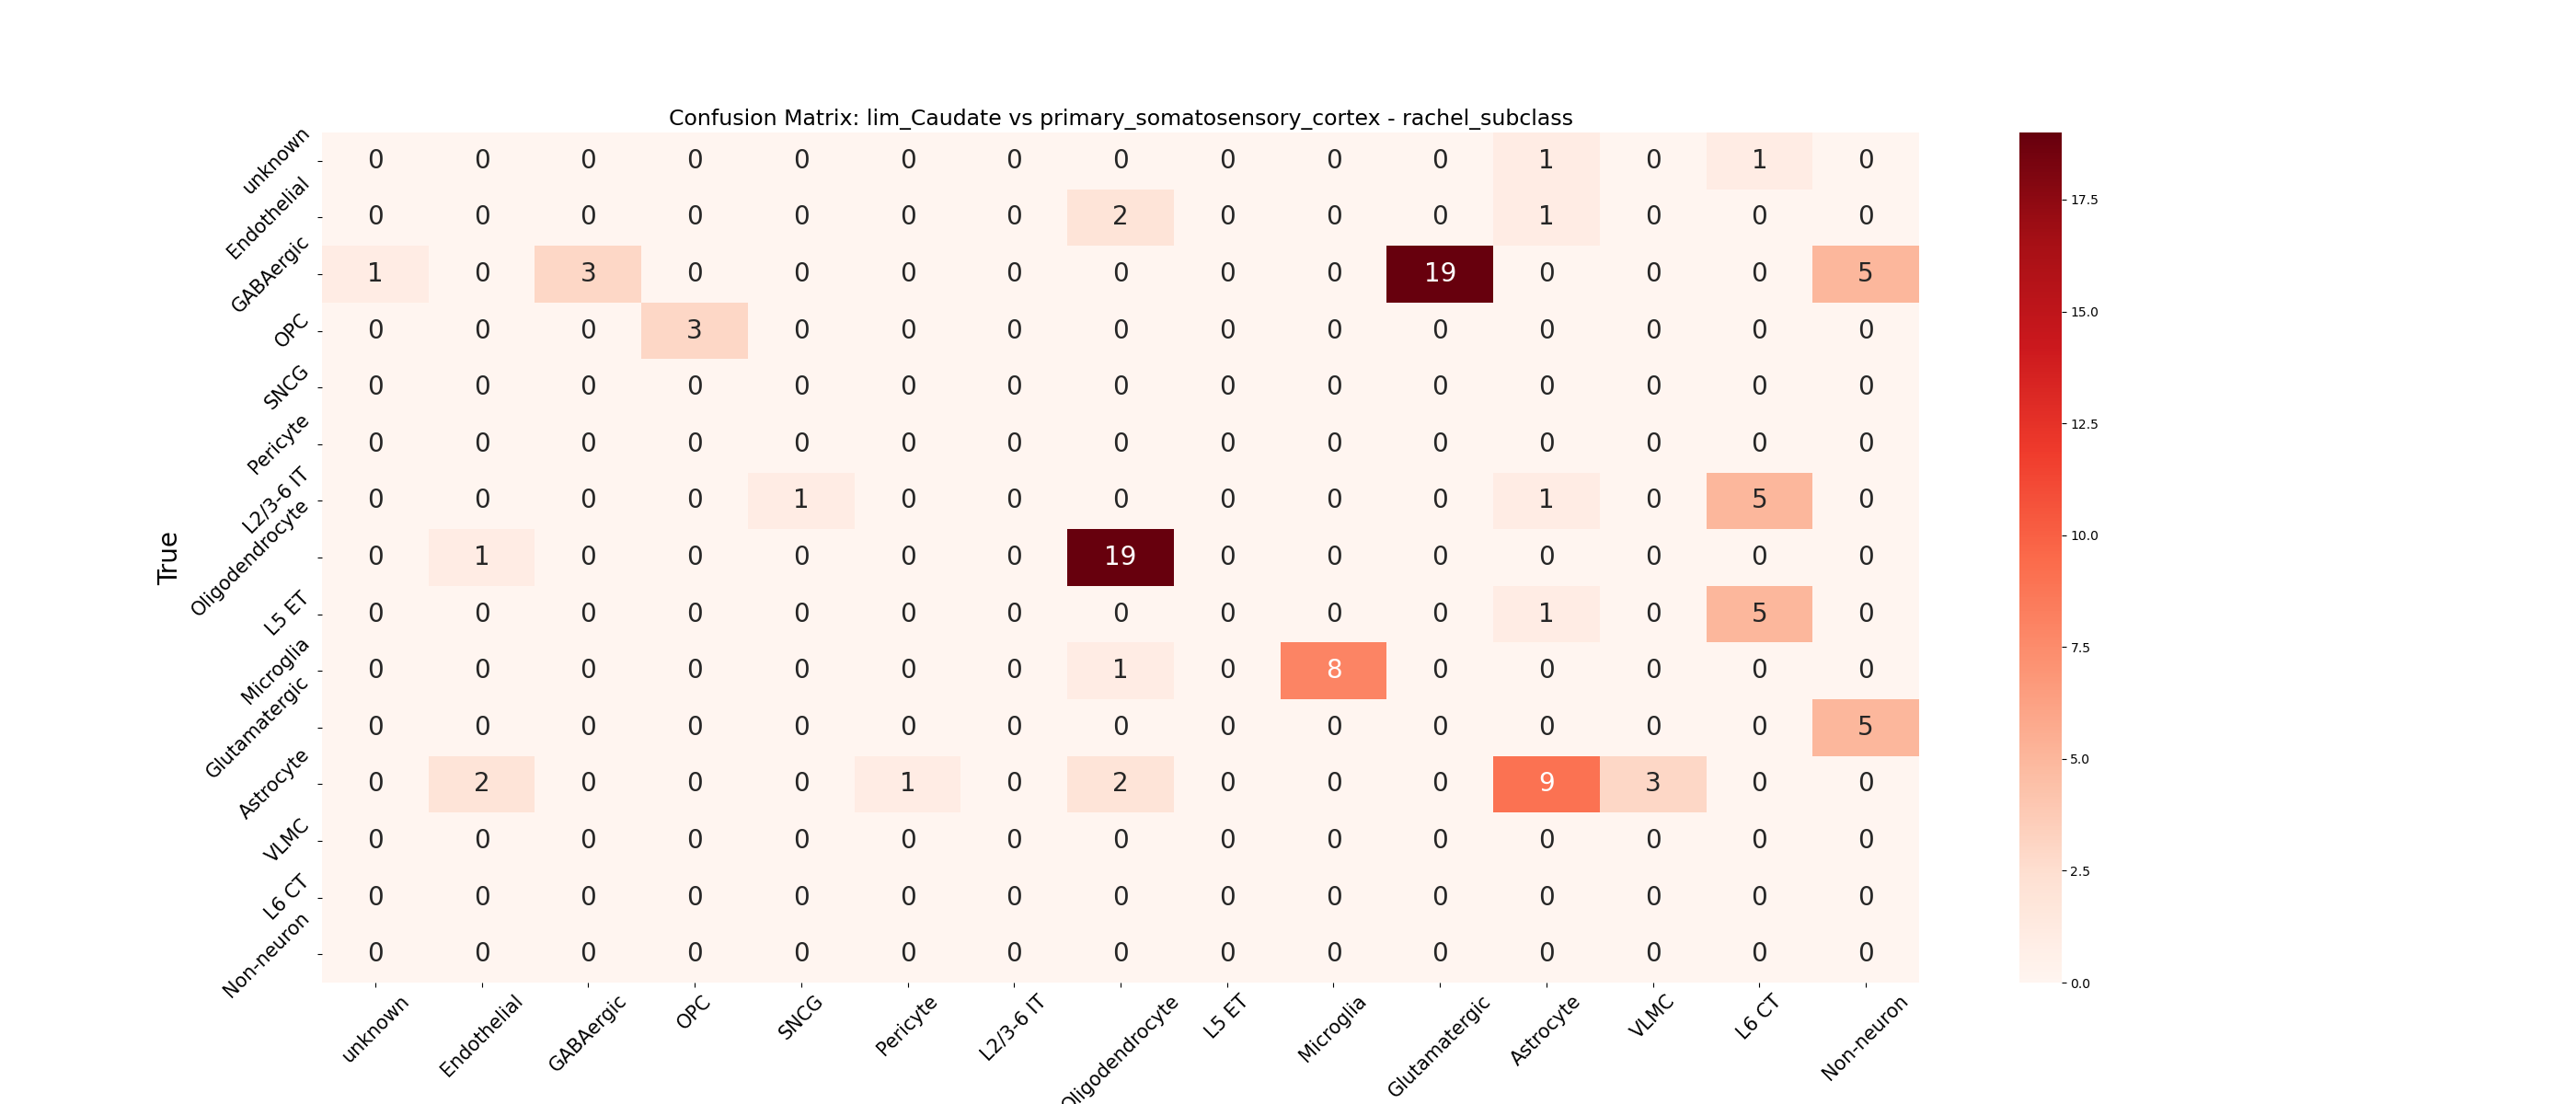 Confusion Matrix: lim_Caudate vs primary_somatosensory_cortex - rachel_subclass
True
unknown 0 0 0 0 0 0 0 0 0 0 0 1 0 1 0
Endothelial 0 0 0 0 0 0 0 2 0 0 0 1 0 0 0
GABAergic 1 0 3 0 0 0 0 0 0 0 19 0 0 0 5
OPC 0 0 0 3 0 0 0 0 0 0 0 0 0 0 0
SNCG 0 0 0 0 0 0 0 0 0 0 0 0 0 0 0
Pericyte 0 0 0 0 0 0 0 0 0 0 0 0 0 0 0
L2/3-6 IT 0 0 0 0 1 0 0 0 0 0 0 1 0 5 0
Oligodendrocyte 0 1 0 0 0 0 0 19 0 0 0 0 0 0 0
L5 ET 0 0 0 0 0 0 0 0 0 0 0 1 0 5 0
Microglia 0 0 0 0 0 0 0 1 0 8 0 0 0 0 0
Glutamatergic 0 0 0 0 0 0 0 0 0 0 0 0 0 0 5
Astrocyte 0 2 0 0 0 1 0 2 0 0 0 9 3 0 0
VLMC 0 0 0 0 0 0 0 0 0 0 0 0 0 0 0
L6 CT 0 0 0 0 0 0 0 0 0 0 0 0 0 0 0
Non-neuron 0 0 0 0 0 0 0 0 0 0 0 0 0 0 0
unknown Endothelial GABAergic OPC SNCG Pericyte L2/3-6 IT Oligodendrocyte L5 ET Microglia Glutamatergic Astrocyte VLMC L6 CT Non-neuron
17.5
15.0
12.5
10.0
7.5
5.0
2.5
0.0